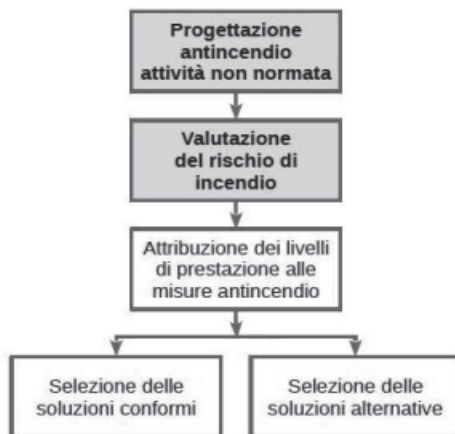 Progettazione
antincendio
attività non normata
Valutazione
del rischio di
incendio
Attribuzione dei livelli
di prestazione alle
misure antincendio
Selezione delle
soluzioni conformi
Selezione delle
soluzioni alternative